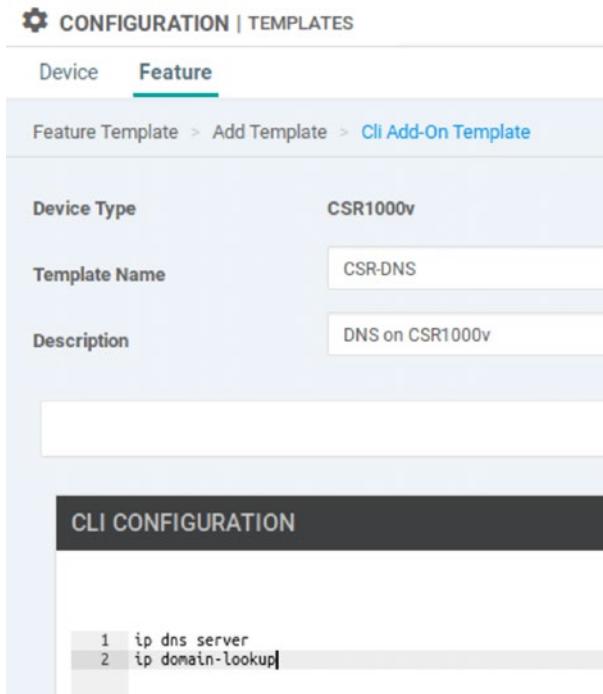 CONFIGURATION | TEMPLATES
Device Feature
Feature Template > Add Template > Cli Add-On Template
Device Type CSR1000v
Template Name CSR-DNS
Description DNS on CSR1000v
CLI CONFIGURATION
1 ip dns server
2 ip domain-lookup